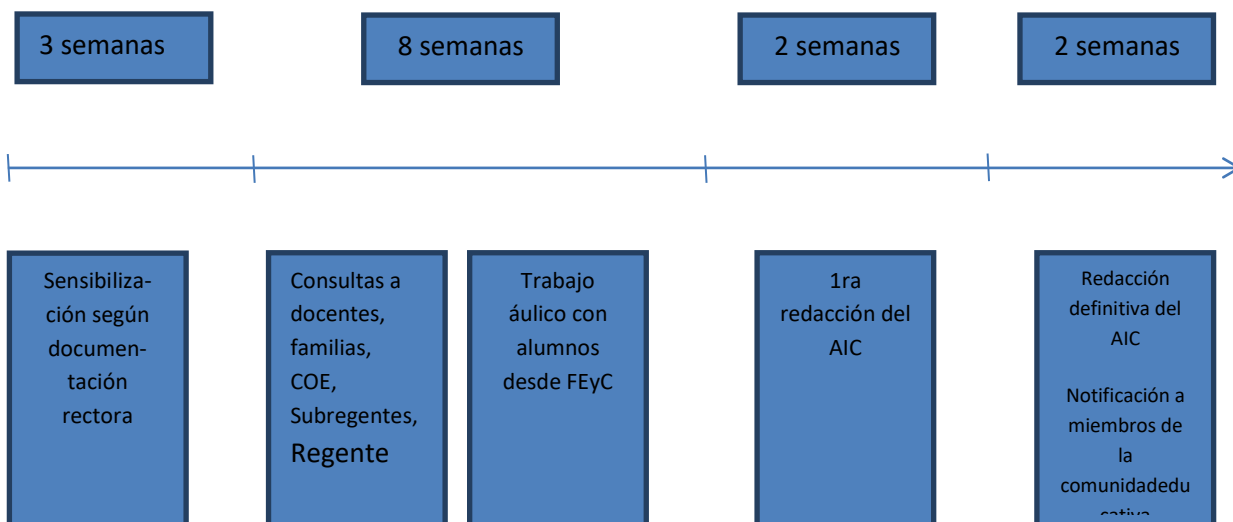 3 semanas
8 semanas
2 semanas
2 semanas
Sensibiliza-
ción según
documen-
tación
rectora
Consultas a
docentes,
familias,
COE,
Subregentes,
Regente
Trabajo
áulico con
alumnos
desde FEyC
1ra
redacción del
AIC
Redacción
definitiva del
AIC
Notificación a
miembros de
la
comunidadedu
cativa